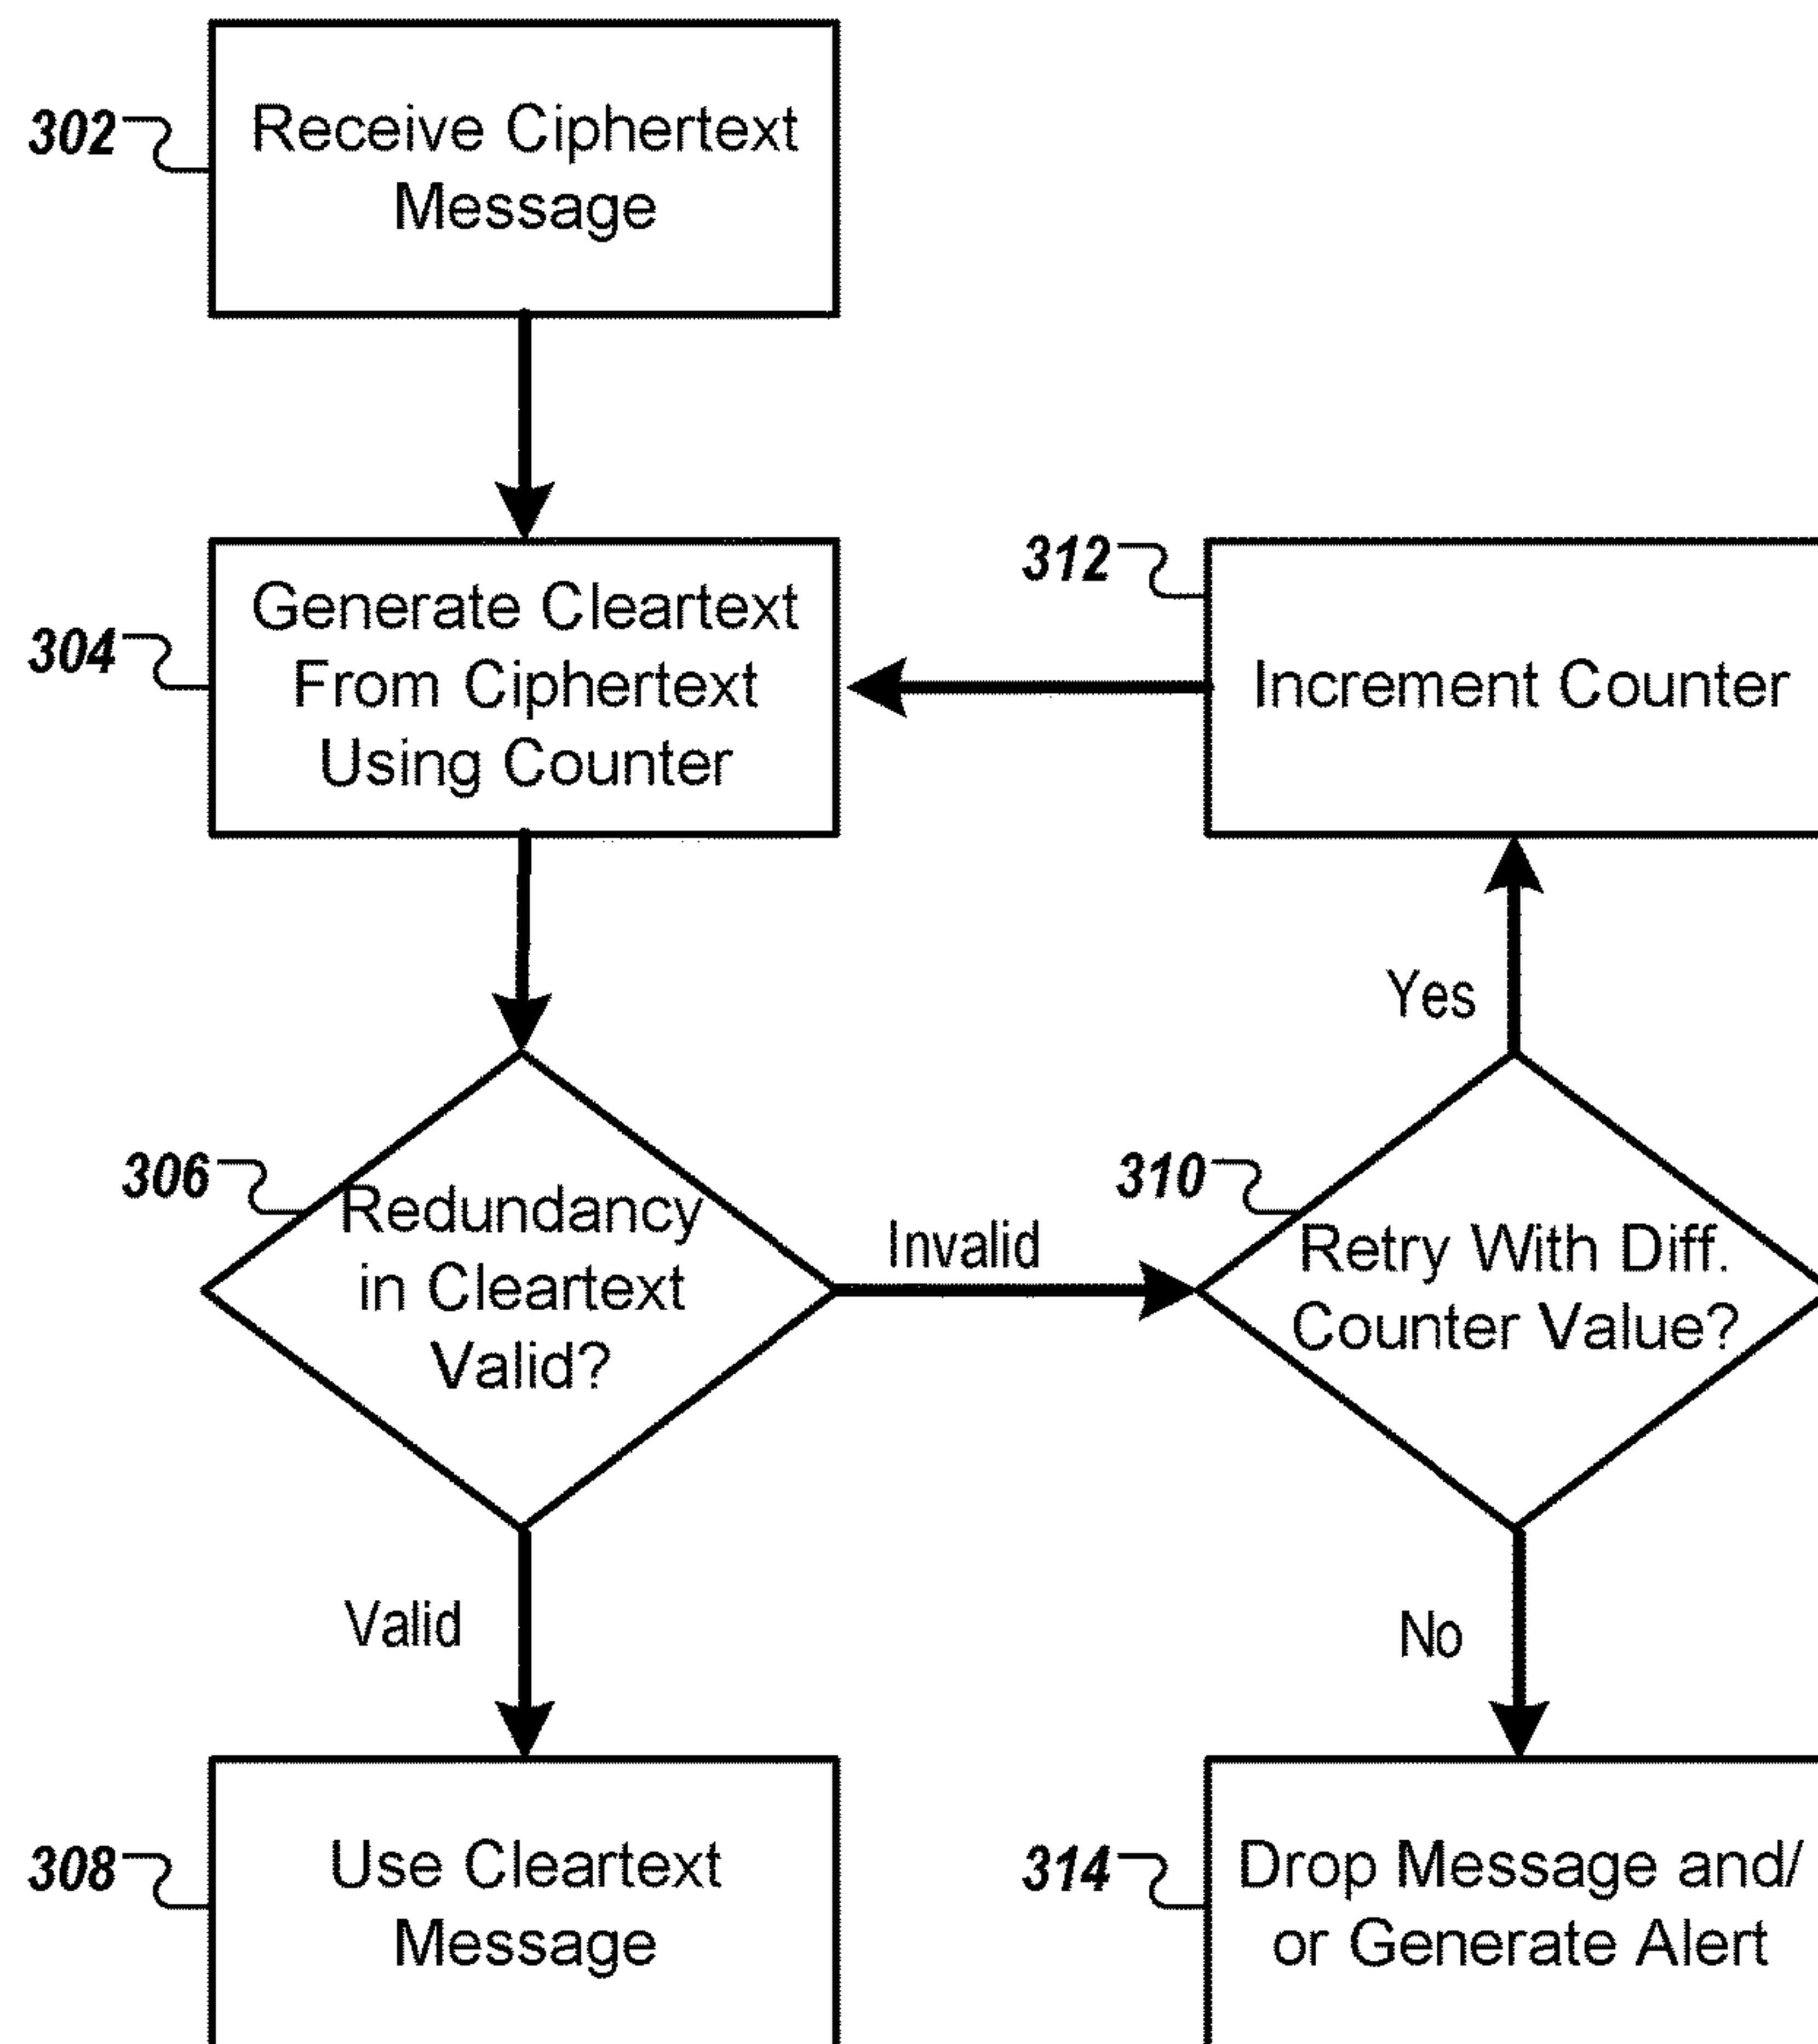 302
Receive Ciphertext
Message
304
Generate Cleartext
From Ciphertext
Using Counter
312
Increment Counter
306
Redundancy
in Cleartext
Valid?
Invalid
310
Retry With Diff.
Counter Value?
Yes
Valid
No
308
Use Cleartext
Message
314
Drop Message and/
or Generate Alert